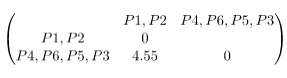 P1, P2 P4, P6, P5, P3
P1, P2 0
P4, P6, P5, P3 4.55 0